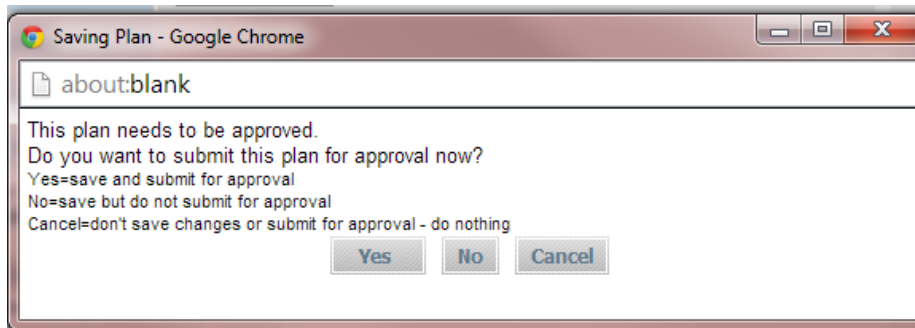 Saving Plan - Google Chrome
about:blank
This plan needs to be approved.
Do you want to submit this plan for approval now?
Yes=save and submit for approval
No=save but do not submit for approval
Cancel=don't save changes or submit for approval - do nothing
Yes No Cancel